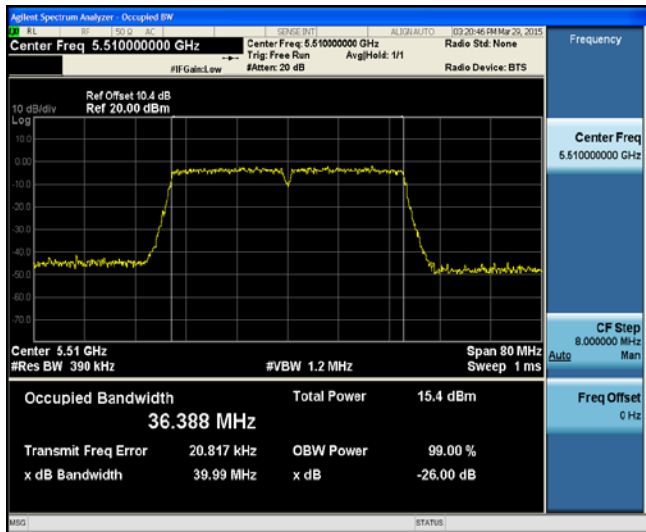 Agilent Spectrum Analyzer - Occupied BW
RL RF 50 Ω AC SENSE:INT ALIGN AUTO 03:20:46 PM Mar 29, 2015
Center Freq 5.510000000 GHz
Center Freq: 5.510000000 GHz
Radio Std: None
Trig: Free Run Avg|Hold: 1/1
#IFGain:Low #Atten: 20 dB Radio Device: BTS
Ref Offset 10.4 dB
10 dB/div Ref 20.00 dBm
Log
10.0
0.00
-10.0
-20.0
-30.0
-40.0
-50.0
-60.0
-70.0
Center 5.51 GHz Span 80 MHz
#Res BW 390 kHz #VBW 1.2 MHz Sweep 1 ms
Occupied Bandwidth Total Power 15.4 dBm
36.388 MHz
Transmit Freq Error 20.817 kHz OBW Power 99.00 %
x dB Bandwidth 39.99 MHz x dB -26.00 dB
MSG STATUS
Frequency
Center Freq
5.510000000 GHz
CF Step
8.000000 MHz
Auto Man
Freq Offset
0 Hz